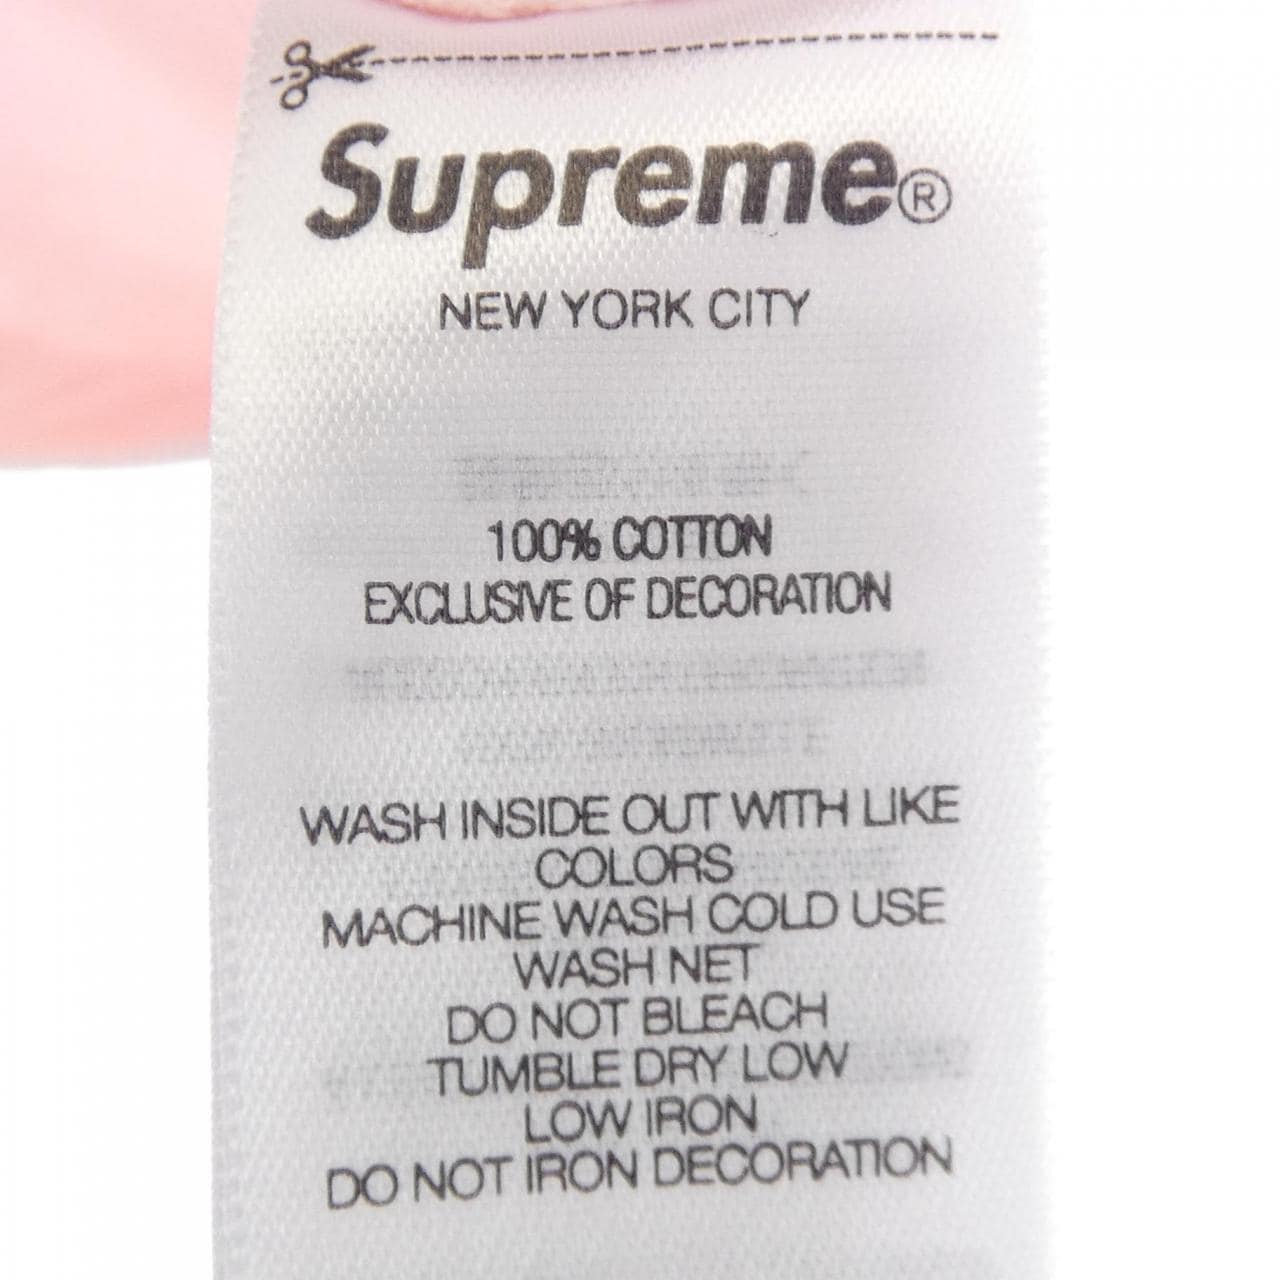 Supreme®
NEW YORK CITY
100% COTTON
EXCLUSIVE OF DECORATION
WASH INSIDE OUT WITH LIKE
COLORS
MACHINE WASH COLD USE
WASH NET
DO NOT BLEACH
TUMBLE DRY LOW
LOW IRON
DO NOT IRON DECORATION